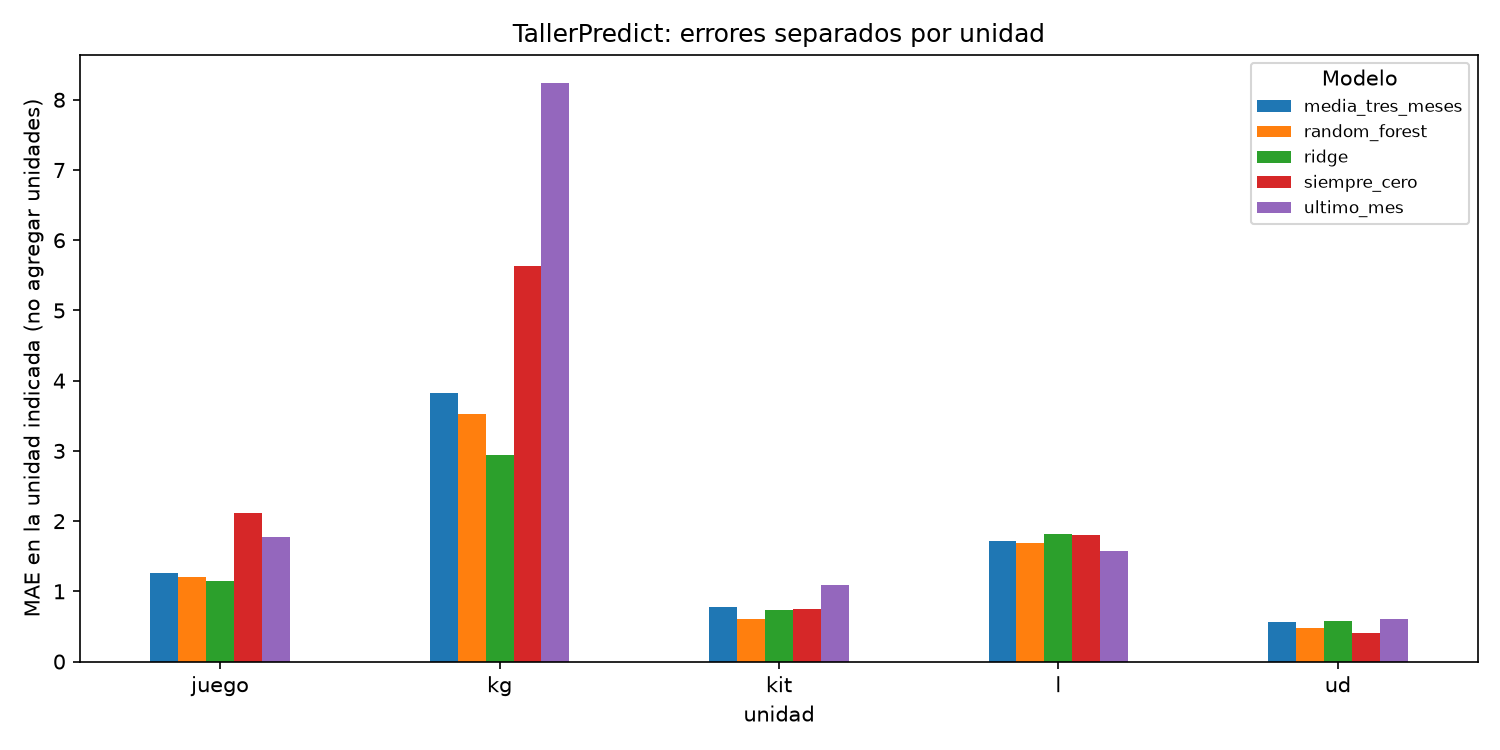 TallerPredict: errores separados por unidad
MAE en la unidad indicada (no agregar unidades)
8
7
6
5
4
3
2
1
0
Modelo
media_tres_meses
random_forest
ridge
siempre_cero
ultimo_mes
juego
kg
kit
l
ud
unidad